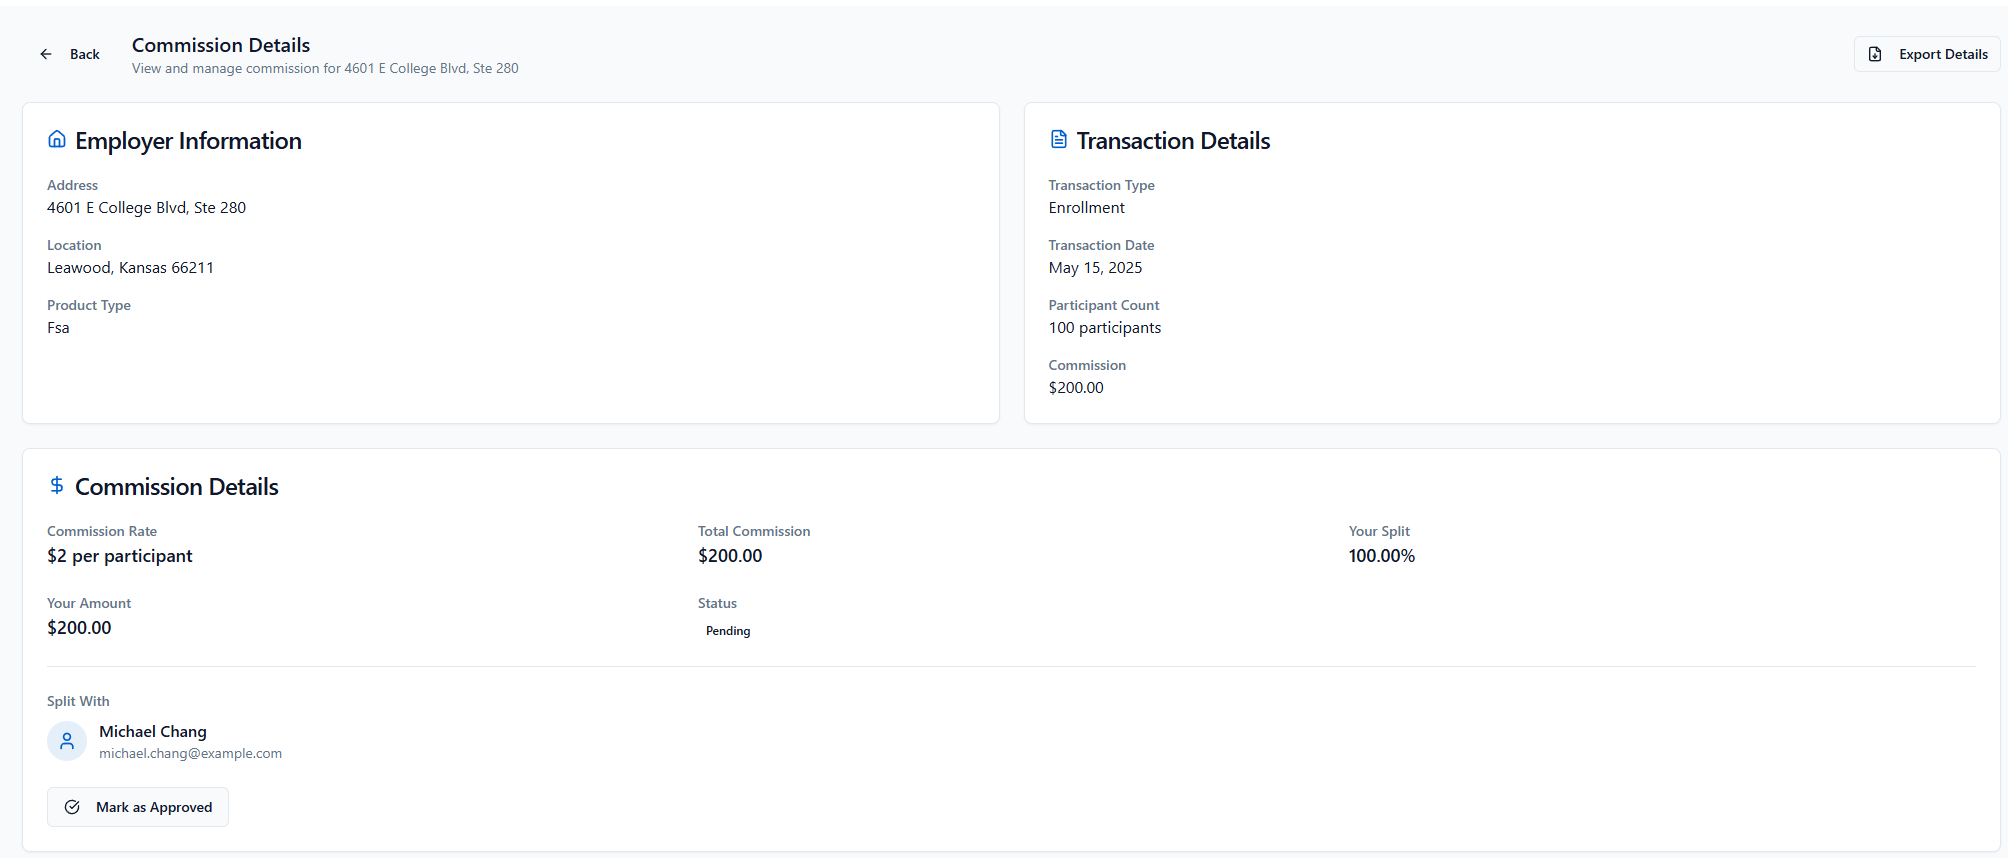 Back
Commission Details
View and manage commission for 4601 E College Blvd, Ste 280
Export Details
Employer Information
Address
4601 E College Blvd, Ste 280
Location
Leawood, Kansas 66211
Product Type
Fsa
Transaction Details
Transaction Type
Enrollment
Transaction Date
May 15, 2025
Participant Count
100 participants
Commission
$200.00
Commission Details
Commission Rate
$2 per participant
Total Commission
$200.00
Your Split
100.00%
Your Amount
$200.00
Status
Pending
Split With
Michael Chang
michael.chang@example.com
Mark as Approved